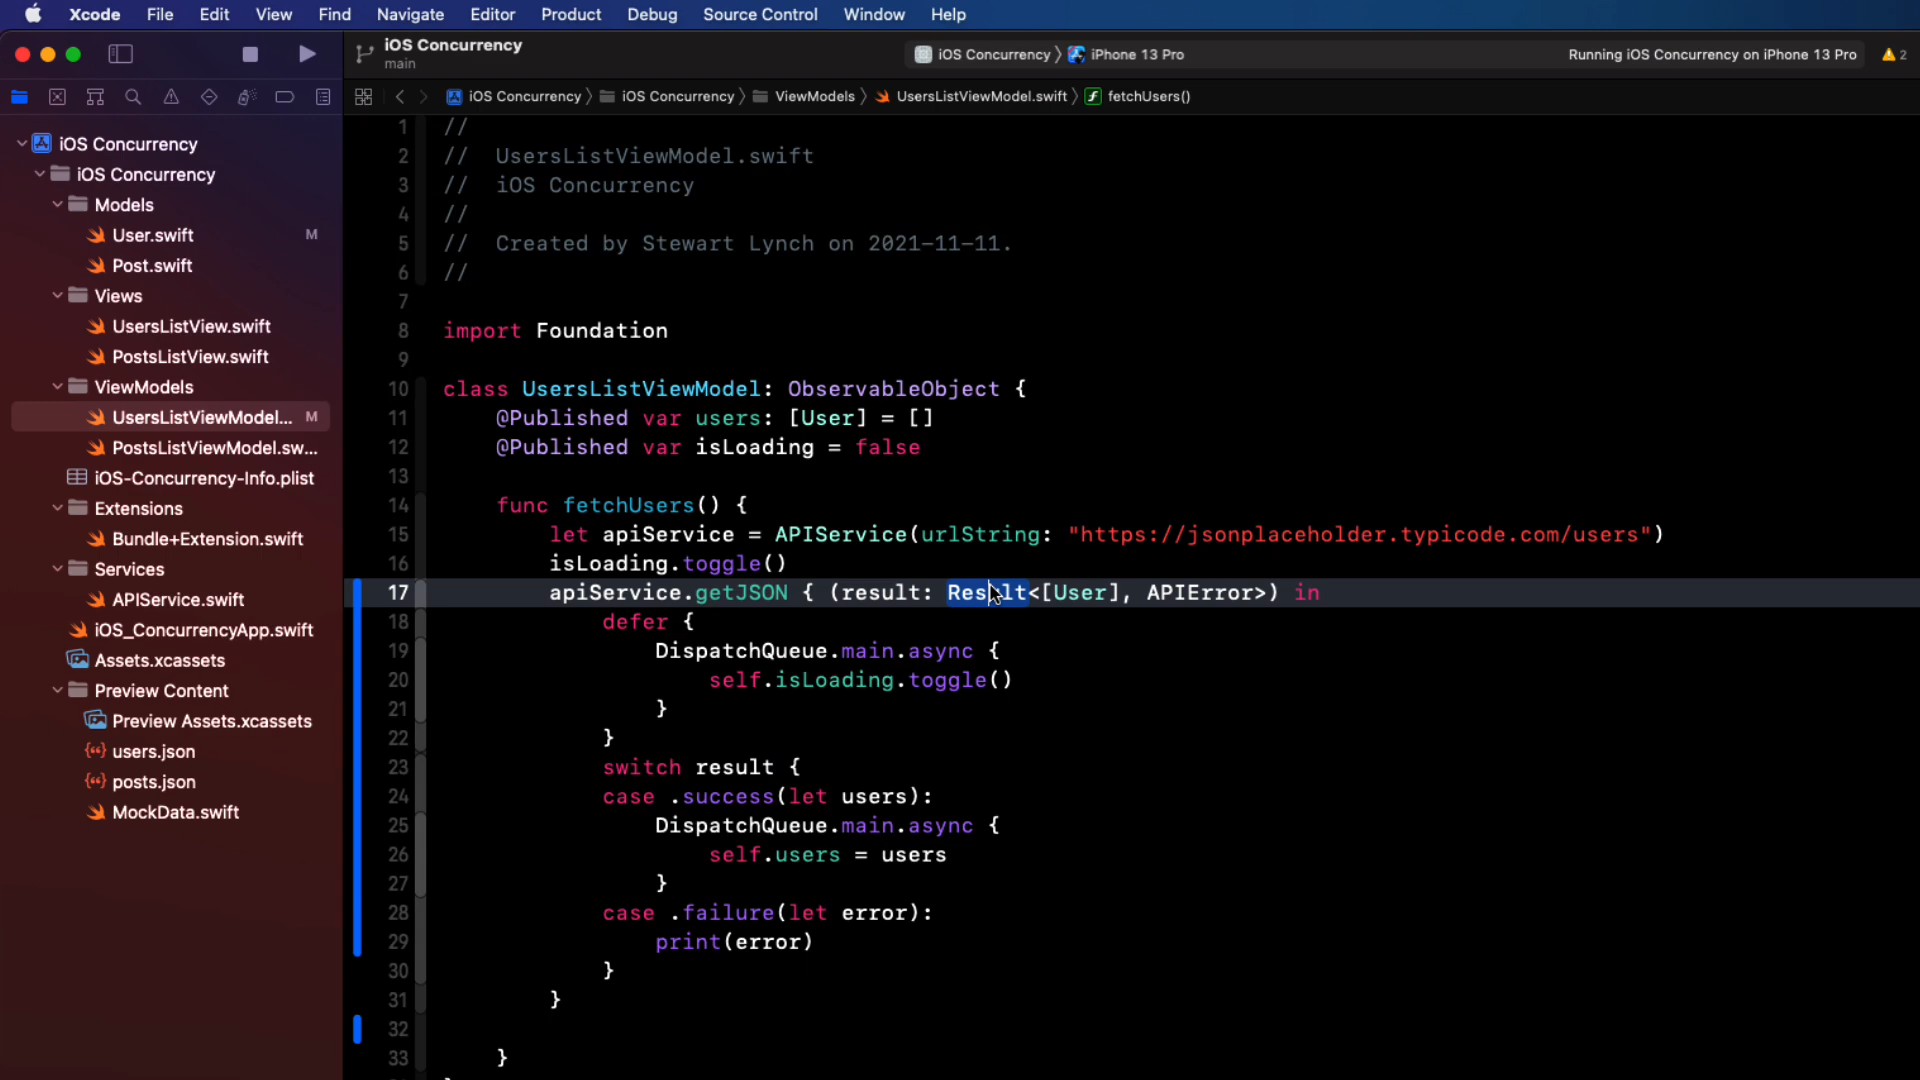 Xcode File Edit View Find Navigate Editor Product Debug Source Control Window Help
iOS Concurrency
main
iOS Concurrency iPhone 13 Pro
Running iOS Concurrency on iPhone 13 Pro
2
iOS Concurrency iOS Concurrency ViewModels UsersListViewModel.swift fetchUsers()
iOS Concurrency
iOS Concurrency
Models
User.swift M
Post.swift
Views
UsersListView.swift
PostsListView.swift
ViewModels
UsersListViewModel... M
PostsListViewModel.sw...
iOS-Concurrency-Info.plist
Extensions
Bundle+Extension.swift
Services
APIService.swift
iOS_ConcurrencyApp.swift
Assets.xcassets
Preview Content
Preview Assets.xcassets
users.json
posts.json
MockData.swift
1 //
2 // UsersListViewModel.swift
3 // iOS Concurrency
4 //
5 // Created by Stewart Lynch on 2021-11-11.
6 //
7
8 import Foundation
9
10 class UsersListViewModel: ObservableObject {
11 @Published var users: [User] = []
12 @Published var isLoading = false
13
14 func fetchUsers() {
15 let apiService = APIService(urlString: "https://jsonplaceholder.typicode.com/users")
16 isLoading.toggle()
17 apiService.getJSON { (result: Result<[User], APIError>) in
18 defer {
19 DispatchQueue.main.async {
20 self.isLoading.toggle()
21 }
22 }
23 switch result {
24 case .success(let users):
25 DispatchQueue.main.async {
26 self.users = users
27 }
28 case .failure(let error):
29 print(error)
30 }
31 }
32
33 }